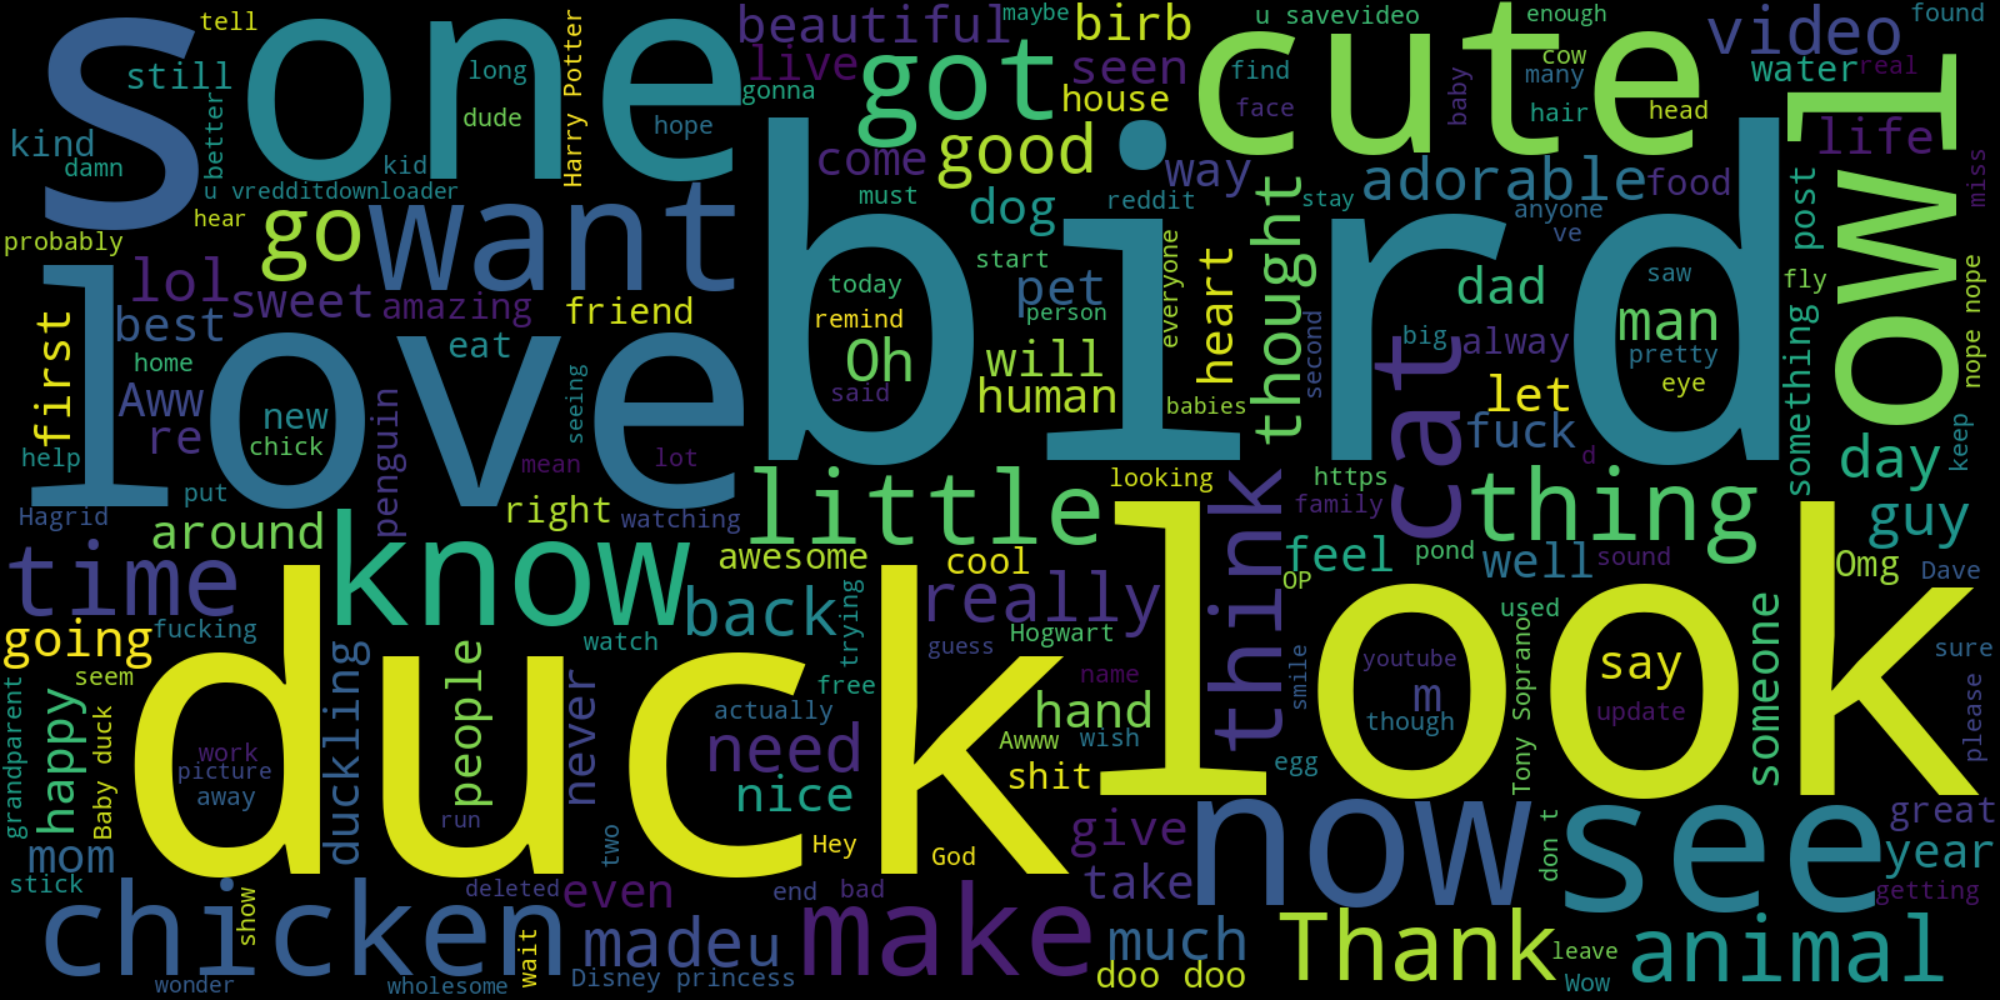 s
one
tell
still
long
dude
Harry Potter
beautiful
maybe
live
gonna
got
birb
seen
house
u savevideo
cute
find
face
baby
enough
cow
many
hair
head
video
found
water
real
owl
kind
damn
better
kid
u vredditdownloader
hope
hear
probably
go
want
bird
come
good
must
dog
way
reddit
thought
stay
adorable
food
anyone
ve
post
life
miss
lol
sweet
amazing
friend
best
first
home
Aww
re
love
eat
new
chick
help
put
penguin
seeing
mean
lot
today
remind
Oh
said
start
pet
person
will
human
everyone
babies
heart
second
dad
big
alway
cat
let
fuck
d
saw
man
pretty
eye
fly
something
nope nope
keep
day
guy
Hagrid
around
right
watching
little
looking
think
https
family
thing
time
know
awesome
cool
feel
OP
pond
well
sound
Omg
Dave
going
fucking
duck
watch
back
trying
really
guess
Hogwart
look
used
someone
sure
please
seem
grandparent
happy
Baby duck
work
picture
away
duckling
people
run
never
two
free
actually
need
nice
Hey
God
name
hand
Awww
wish
shit
egg
smile
youtube
m
though
Tony Soprano
say
update
mom
stick
give
take
now
don t
see
great
year
getting
chicken
show
wonder
wholesome
wait
deleted
even
madeu
Disney princess
end
bad
make
much
doo doo
Thank
leave
Wow
animal